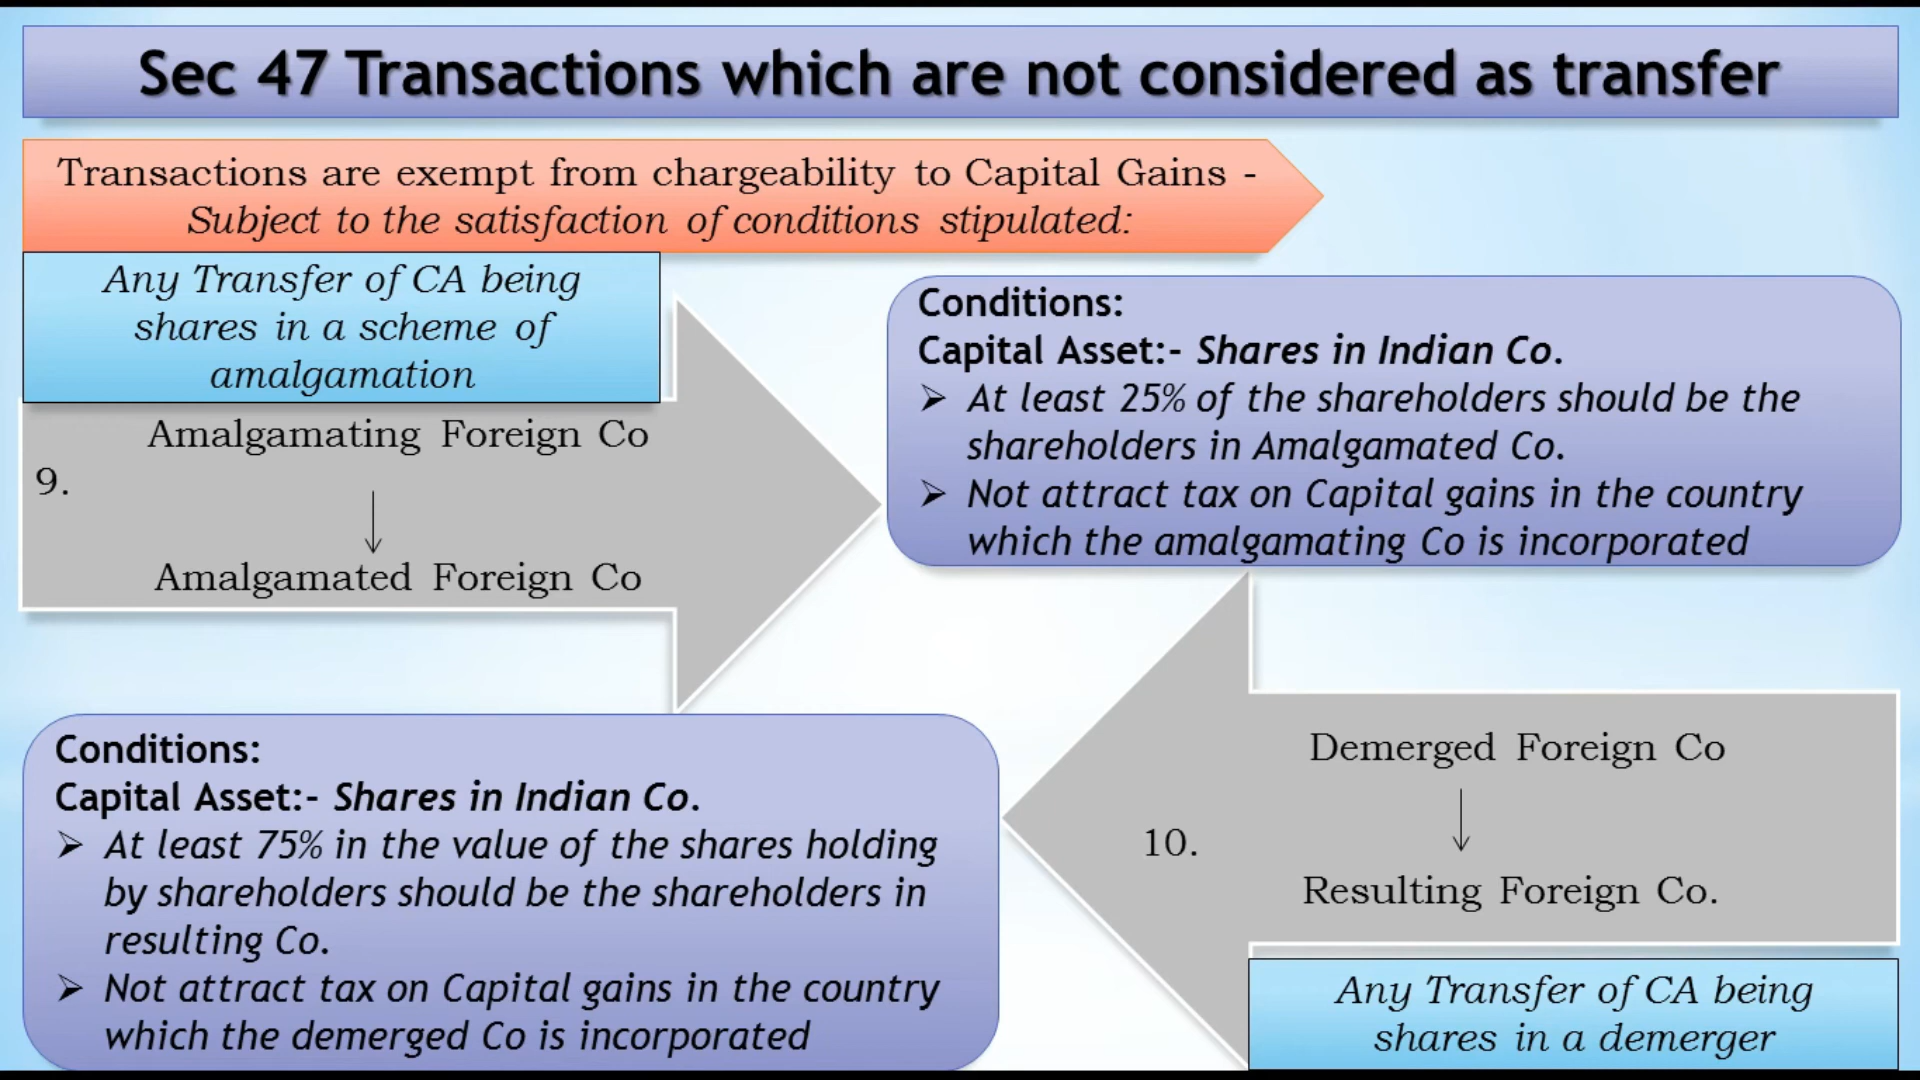 Sec 47 Transactions which are not considered as transfer
Transactions are exempt from chargeability to Capital Gains -
Subject to the satisfaction of conditions stipulated:
Any Transfer of CA being
shares in a scheme of
amalgamation
Amalgamating Foreign Co
9.
Amalgamated Foreign Co
Conditions:
Capital Asset:- Shares in Indian Co.
➢ At least 25% of the shareholders should be the
shareholders in Amalgamated Co.
➢ Not attract tax on Capital gains in the country
which the amalgamating Co is incorporated
Conditions:
Capital Asset:- Shares in Indian Co.
➢ At least 75% in the value of the shares holding
by shareholders should be the shareholders in
resulting Co.
➢ Not attract tax on Capital gains in the country
which the demerged Co is incorporated
Demerged Foreign Co
10.
Resulting Foreign Co.
Any Transfer of CA being
shares in a demerger